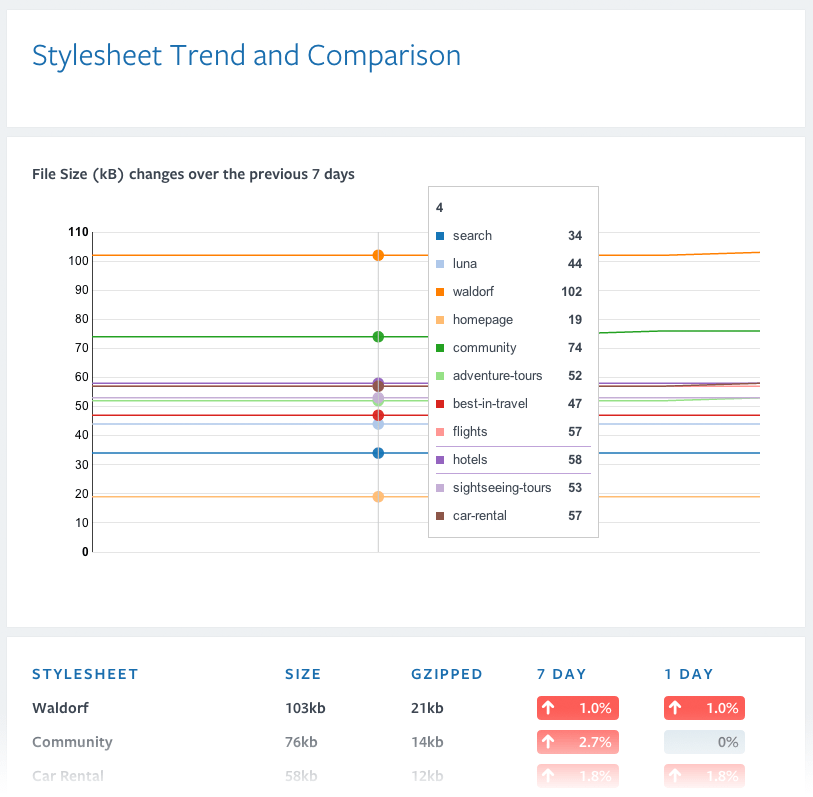 Stylesheet Trend and Comparison
File Size (kB) changes over the previous 7 days
110
100
90
80
70
60
50
40
30
20
10
0
4
search 34
luna 44
waldorf 102
homepage 19
community 74
adventure-tours 52
best-in-travel 47
flights 57
hotels 58
sightseeing-tours 53
car-rental 57
STYLESHEET SIZE GZIPPED 7 DAY 1 DAY
Waldorf 103kb 21kb 1.0% 1.0%
Community 76kb 14kb 2.7% 0%
Car Rental 58kb 12kb 1.8% 1.8%